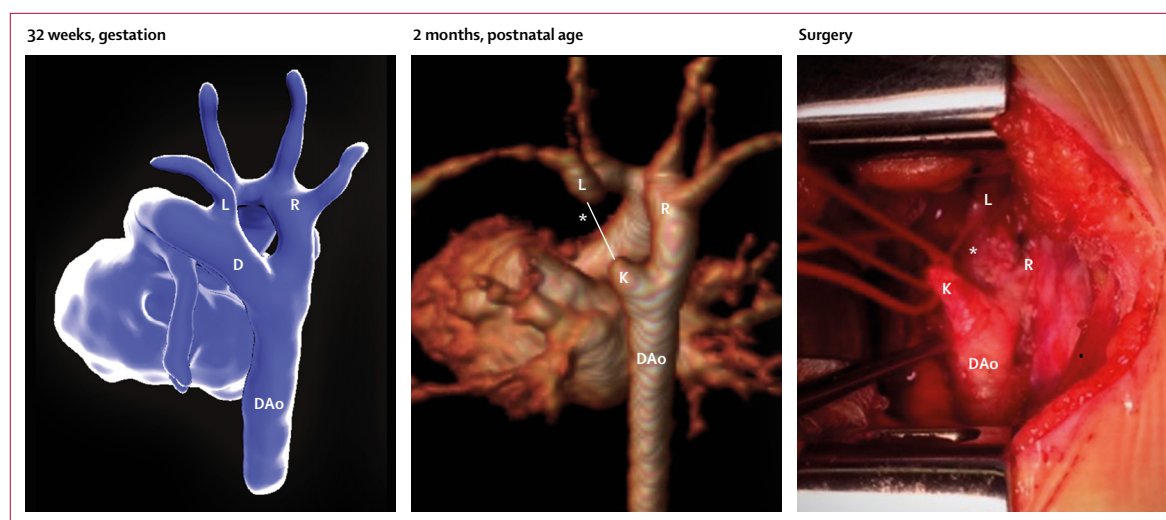 32 weeks, gestation
2 months, postnatal age
Surgery
L
R
D
DAo
L
*
R
K
DAo
L
*
R
K
DAo